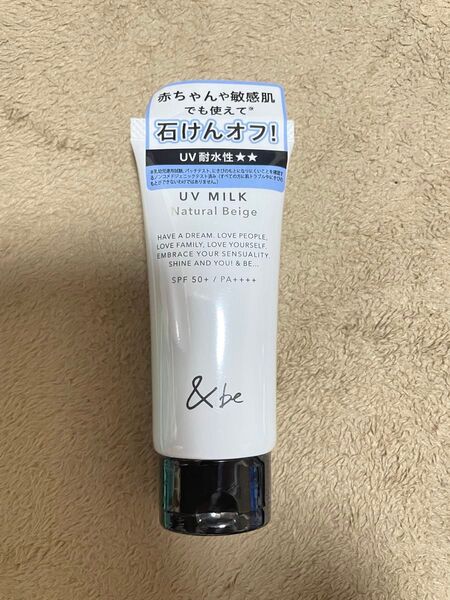 赤ちゃんや敏感肌
でも使えて※
石けんオフ!
UV耐水性★★
UV MILK
Natural Beige
HAVE A DREAM. LOVE PEOPLE,
LOVE FAMILY, LOVE YOURSELF,
EMBRACE YOUR SENSUALITY.
SHINE AND YOU! & BE...
SPF 50+ / PA++++
&be